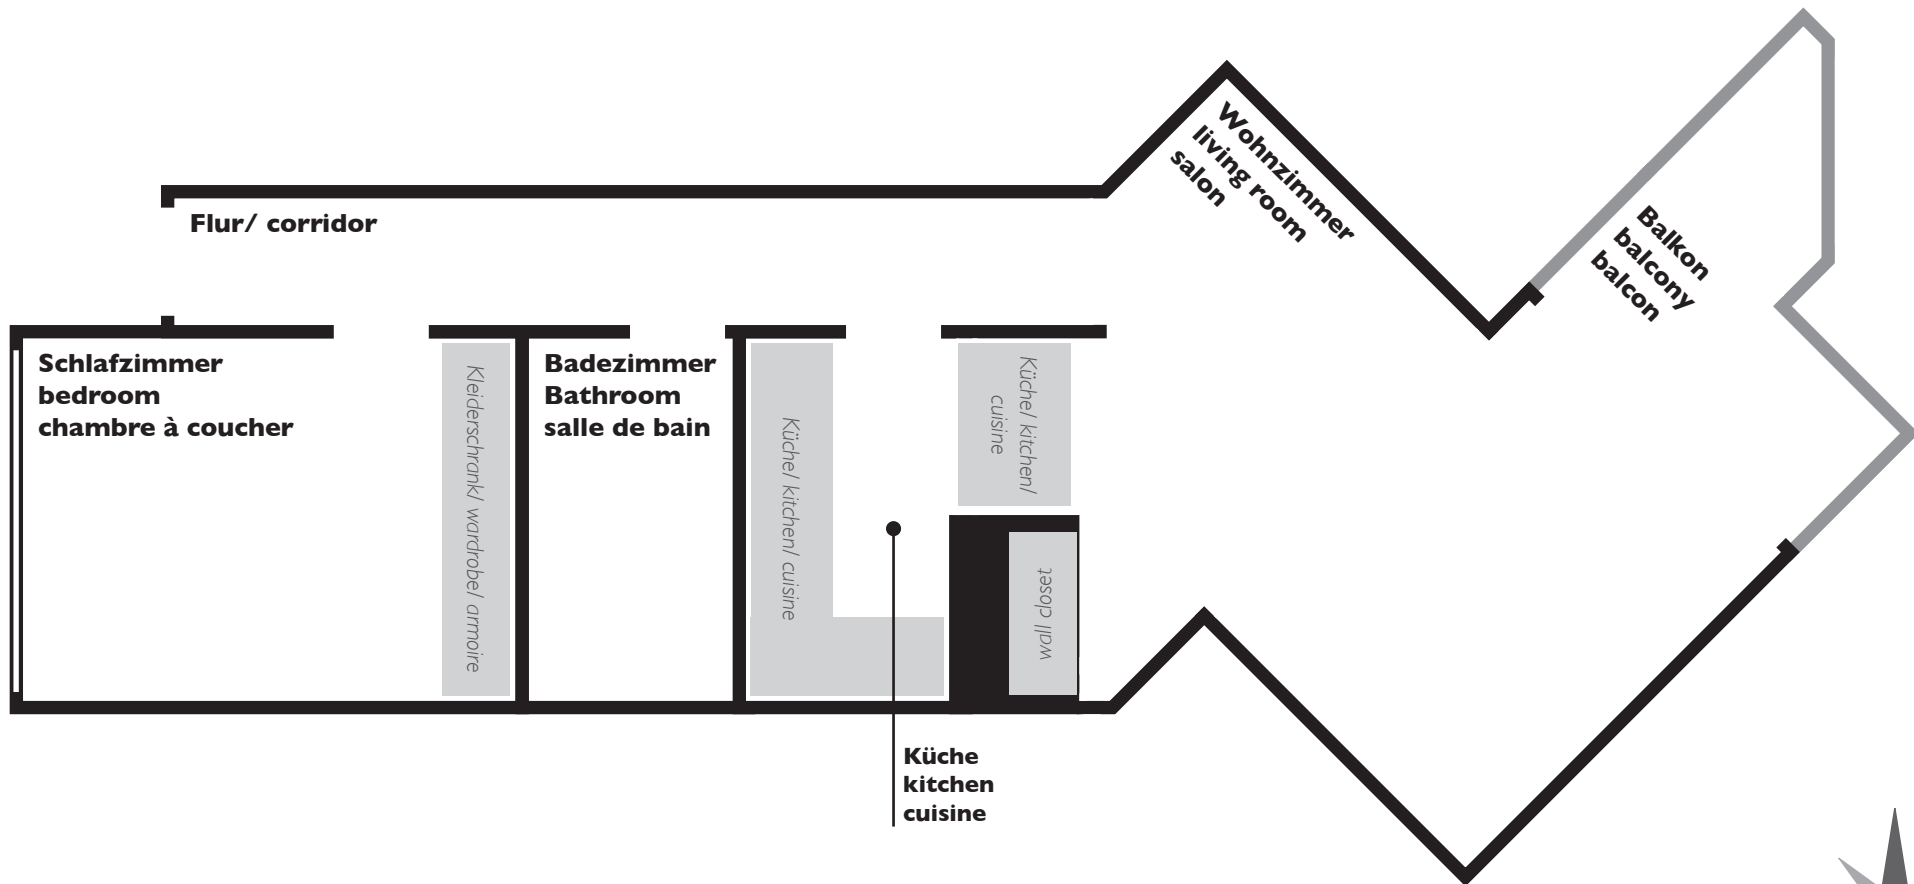 Wohnzimmer
living room
salon
Balkon
balcony
balcon
Flur/ corridor
Schlafzimmer
bedroom
chambre à coucher
Kleiderschrank/ wardrobe/ armoire
Badezimmer
Bathroom
salle de bain
Küche/ kitchen/ cuisine
Küche/ kitchen/
cuisine
wall closet
Küche
kitchen
cuisine